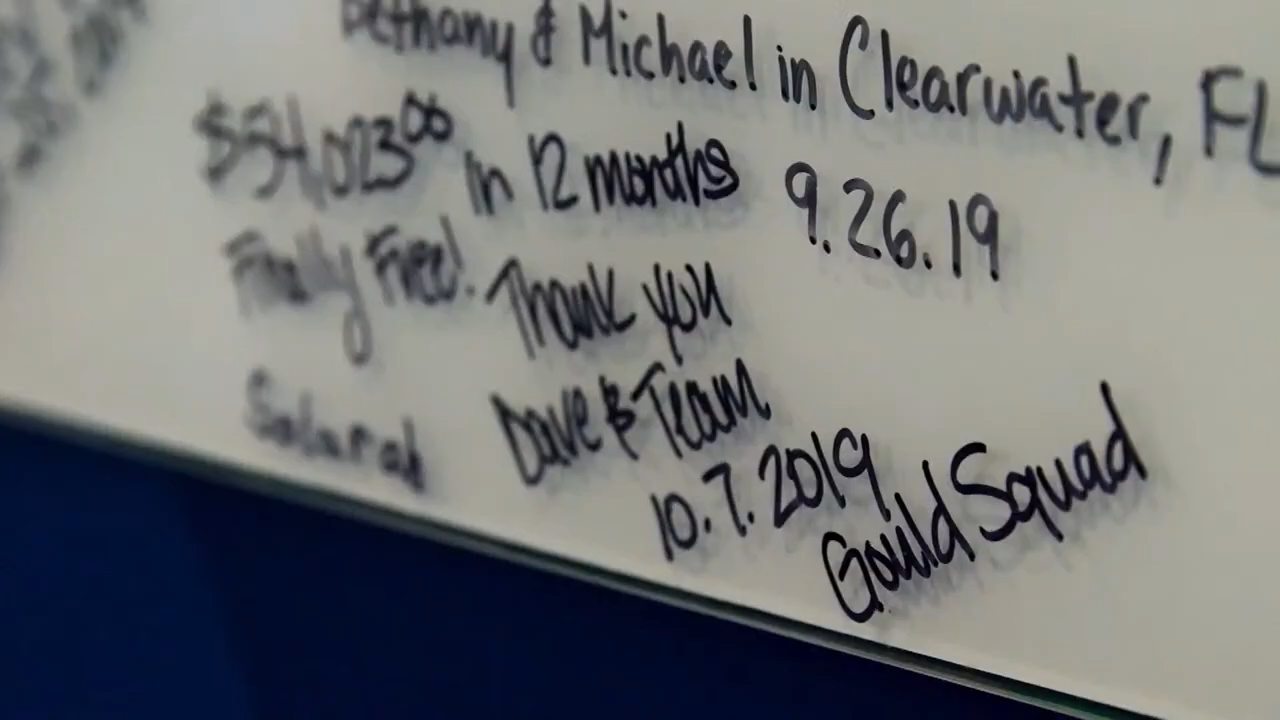 Bethany & Michael in Clearwater, FL
$54,023.00 in 12 months 9.26.19
Finally Free! Thank you
Dave & Team
10.7.2019
Gould Squad